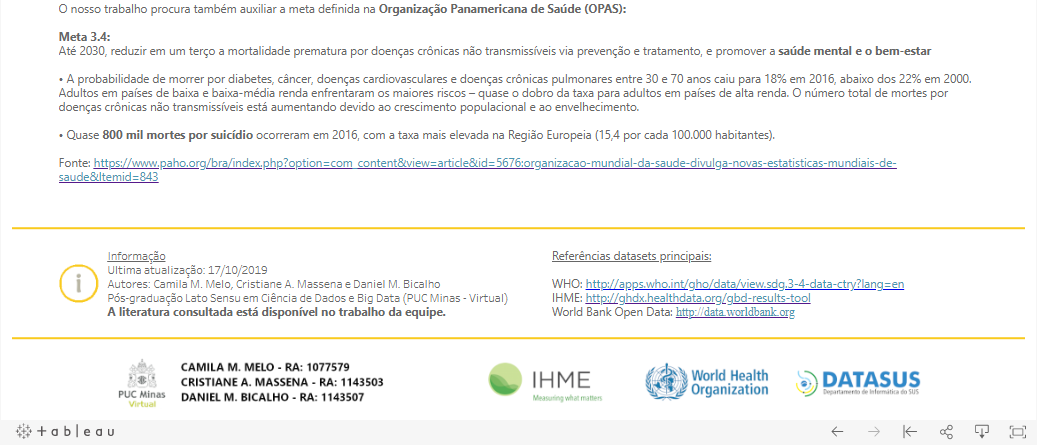 O nosso trabalho procura também auxiliar a meta definida na Organização Panamericana de Saúde (OPAS):
Meta 3.4:
Até 2030, reduzir em um terço a mortalidade prematura por doenças crônicas não transmissíveis via prevenção e tratamento, e promover a saúde mental e o bem-estar
• A probabilidade de morrer por diabetes, câncer, doenças cardiovasculares e doenças crônicas pulmonares entre 30 e 70 anos caiu para 18% em 2016, abaixo dos 22% em 2000.
Adultos em países de baixa e baixa-média renda enfrentaram os maiores riscos – quase o dobro da taxa para adultos em países de alta renda. O número total de mortes por
doenças crônicas não transmissíveis está aumentando devido ao crescimento populacional e ao envelhecimento.
• Quase 800 mil mortes por suicídio ocorreram em 2016, com a taxa mais elevada na Região Europeia (15,4 por cada 100.000 habitantes).
Fonte: https://www.paho.org/bra/index.php?option=com_content&view=article&id=5676:organizacao-mundial-da-saude-divulga-novas-estatisticas-mundiais-de-
saude&Itemid=843
Informação
Ultima atualização: 17/10/2019
Autores: Camila M. Melo, Cristiane A. Massena e Daniel M. Bicalho
Pós-graduação Lato Sensu em Ciência de Dados e Big Data (PUC Minas - Virtual)
A literatura consultada está disponível no trabalho da equipe.
Referências datasets principais:
WHO: http://apps.who.int/gho/data/view.sdg.3-4-data-ctry?lang=en
IHME: http://ghdx.healthdata.org/gbd-results-tool
World Bank Open Data: http://data.worldbank.org
PUC Minas
Virtual
CAMILA M. MELO - RA: 1077579
CRISTIANE A. MASSENA - RA: 1143503
DANIEL M. BICALHO - RA: 1143507
IHME
Measuring what matters
World Health
Organization
DATASUS
Departamento de Informática do SUS
+ableau